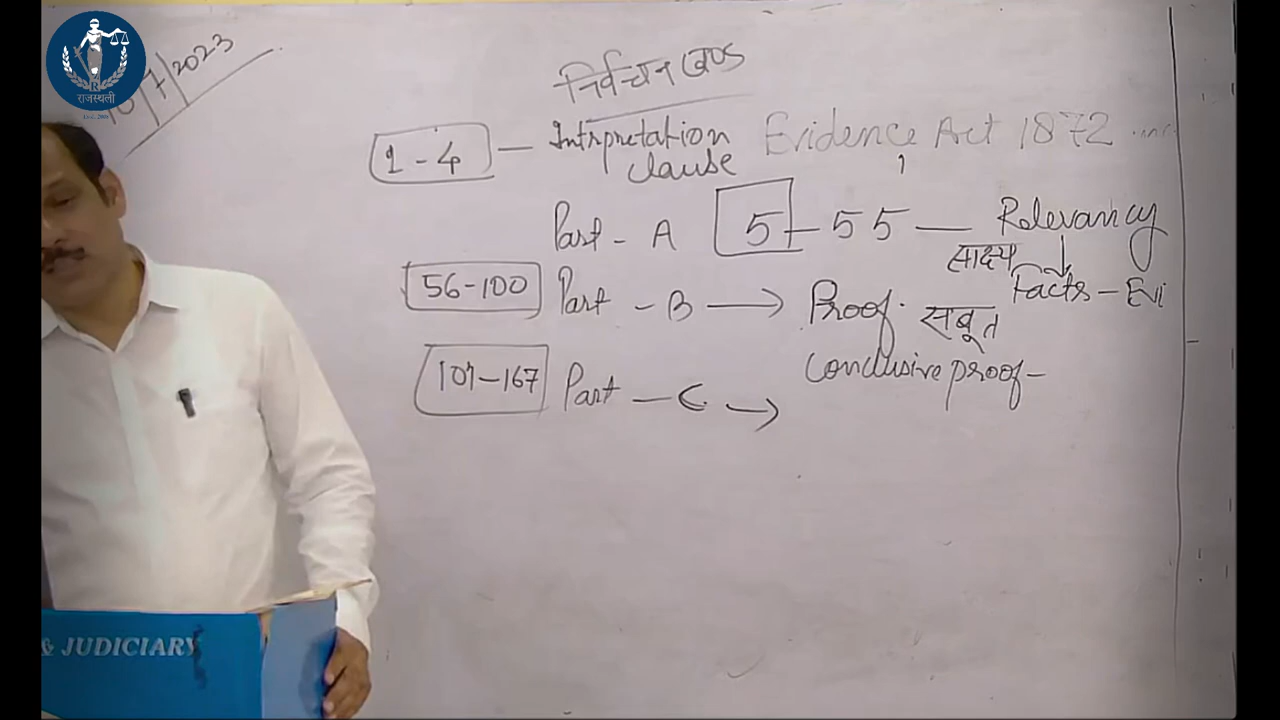 राजस्थली
10/7/2023
निर्वचन खण्ड
1-4 — Intrpretation Evidence Act 1872
clause
Part - A 5-55 — Relevancy
साक्ष्य
56-100 Part - B → Proof. सबूत Facts - Evi
101-167 Part - C →
Conclusive proof -
& JUDICIARY